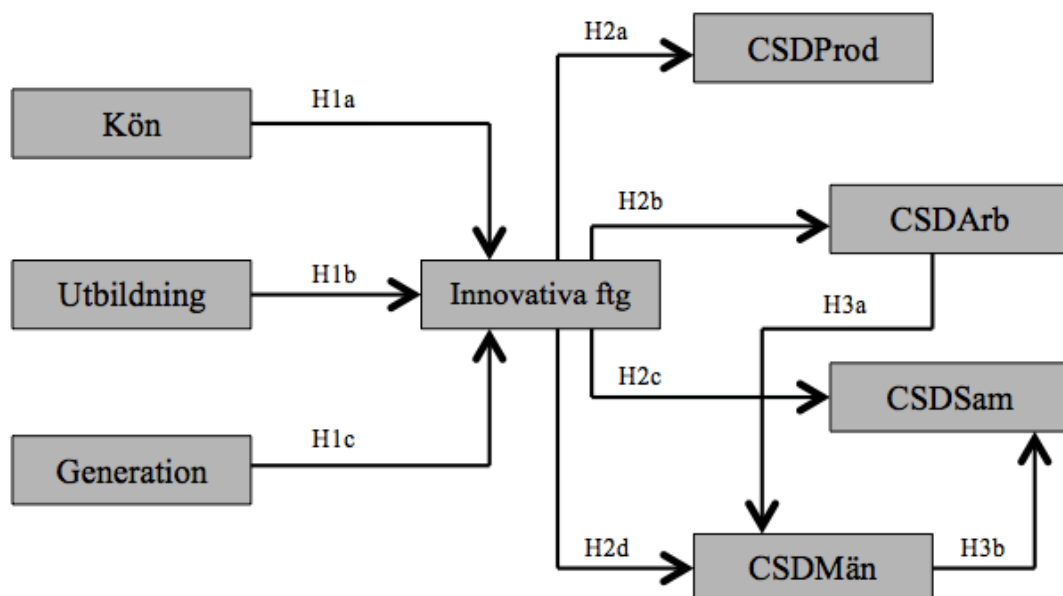 H2a
CSDProd
H1a
Kön
H2b
CSDArb
H1b
Utbildning
Innovativa ftg
H3a
H2c
CSDSam
H1c
Generation
H2d
CSDMän
H3b